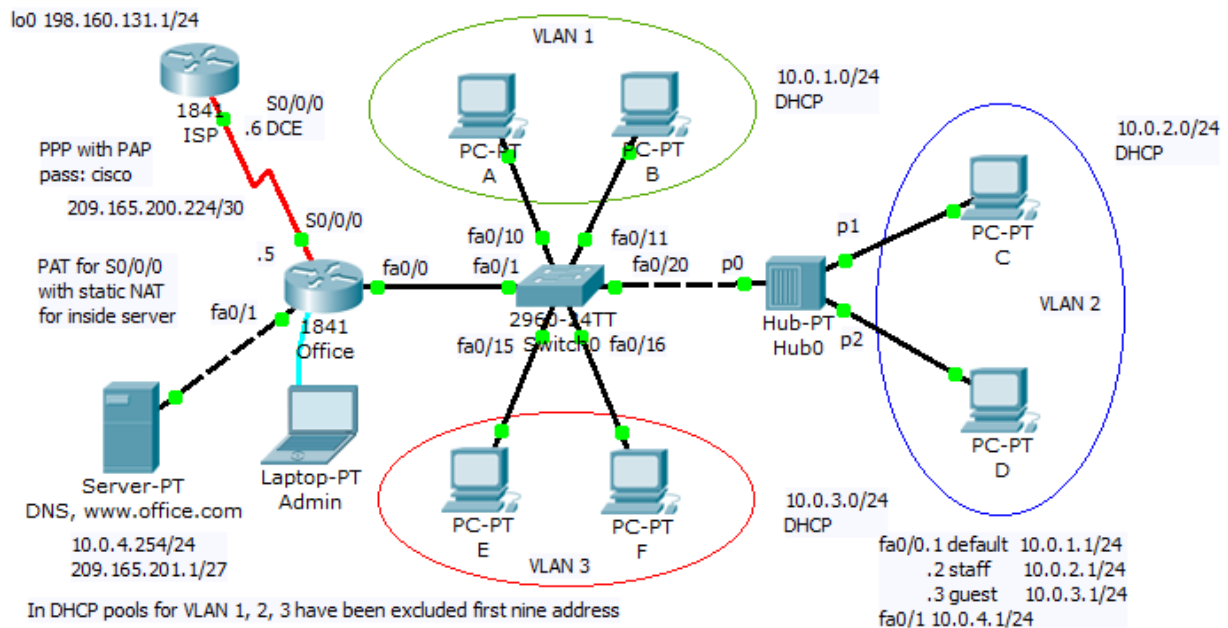 lo0 198.160.131.1/24
1841
ISP
S0/0/0
.6 DCE
PPP with PAP
pass: cisco
209.165.200.224/30
S0/0/0
.5
PAT for S0/0/0
with static NAT
for inside server
fa0/0
fa0/1
1841
Office
Server-PT
DNS, www.office.com
10.0.4.254/24
209.165.201.1/27
Laptop-PT
Admin
VLAN 1
PC-PT
A
PC-PT
B
10.0.1.0/24
DHCP
fa0/10
fa0/11
fa0/1
fa0/20
2960-24TT
Switch0
fa0/15
fa0/16
p0
Hub-PT
Hub0
p1
p2
10.0.2.0/24
DHCP
PC-PT
C
VLAN 2
PC-PT
D
PC-PT
E
PC-PT
F
VLAN 3
10.0.3.0/24
DHCP
fa0/0.1 default 10.0.1.1/24
.2 staff 10.0.2.1/24
.3 guest 10.0.3.1/24
fa0/1 10.0.4.1/24
In DHCP pools for VLAN 1, 2, 3 have been excluded first nine address